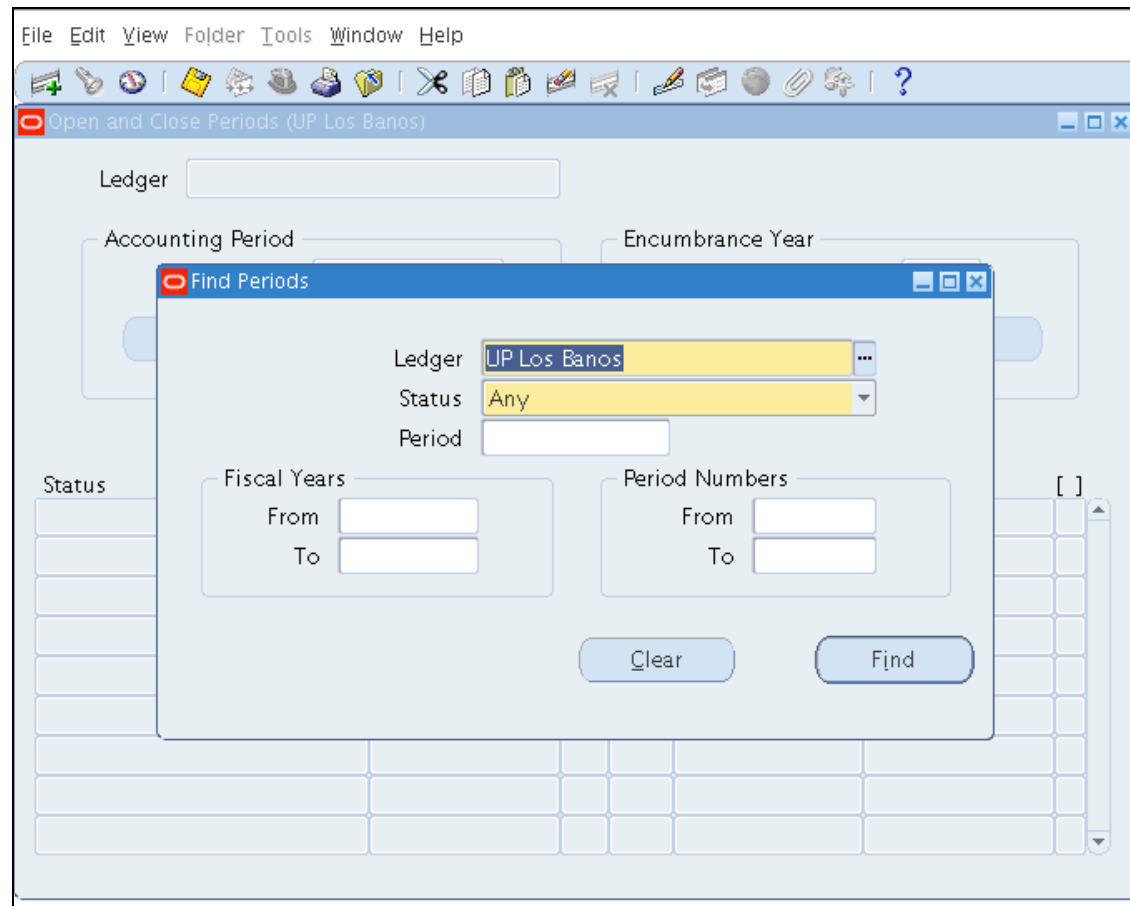 File Edit View Folder Tools Window Help
?
Open and Close Periods (UP Los Banos)
Ledger
Accounting Period
Encumbrance Year
Find Periods
Ledger UP Los Banos ...
Status Any
Period
Fiscal Years
From
To
Period Numbers
From
To
Clear Find
Status [ ]